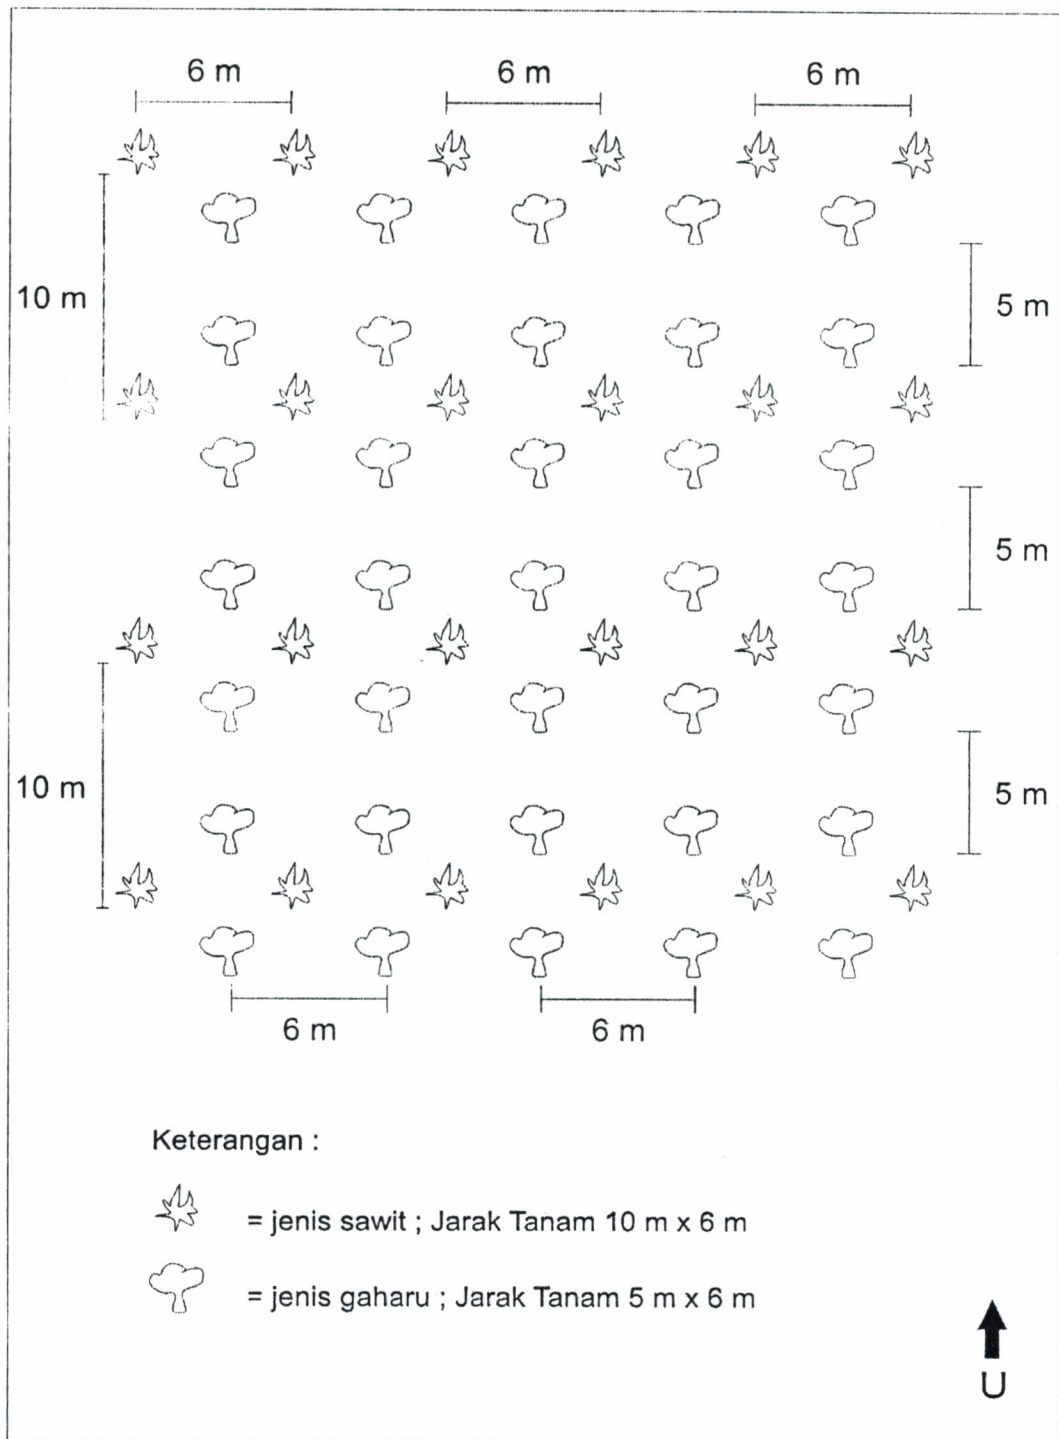 6 m 6 m 6 m
10 m
5 m
5 m
10 m
5 m
6 m 6 m
Keterangan :
= jenis sawit ; Jarak Tanam 10 m x 6 m
= jenis gaharu ; Jarak Tanam 5 m x 6 m
U